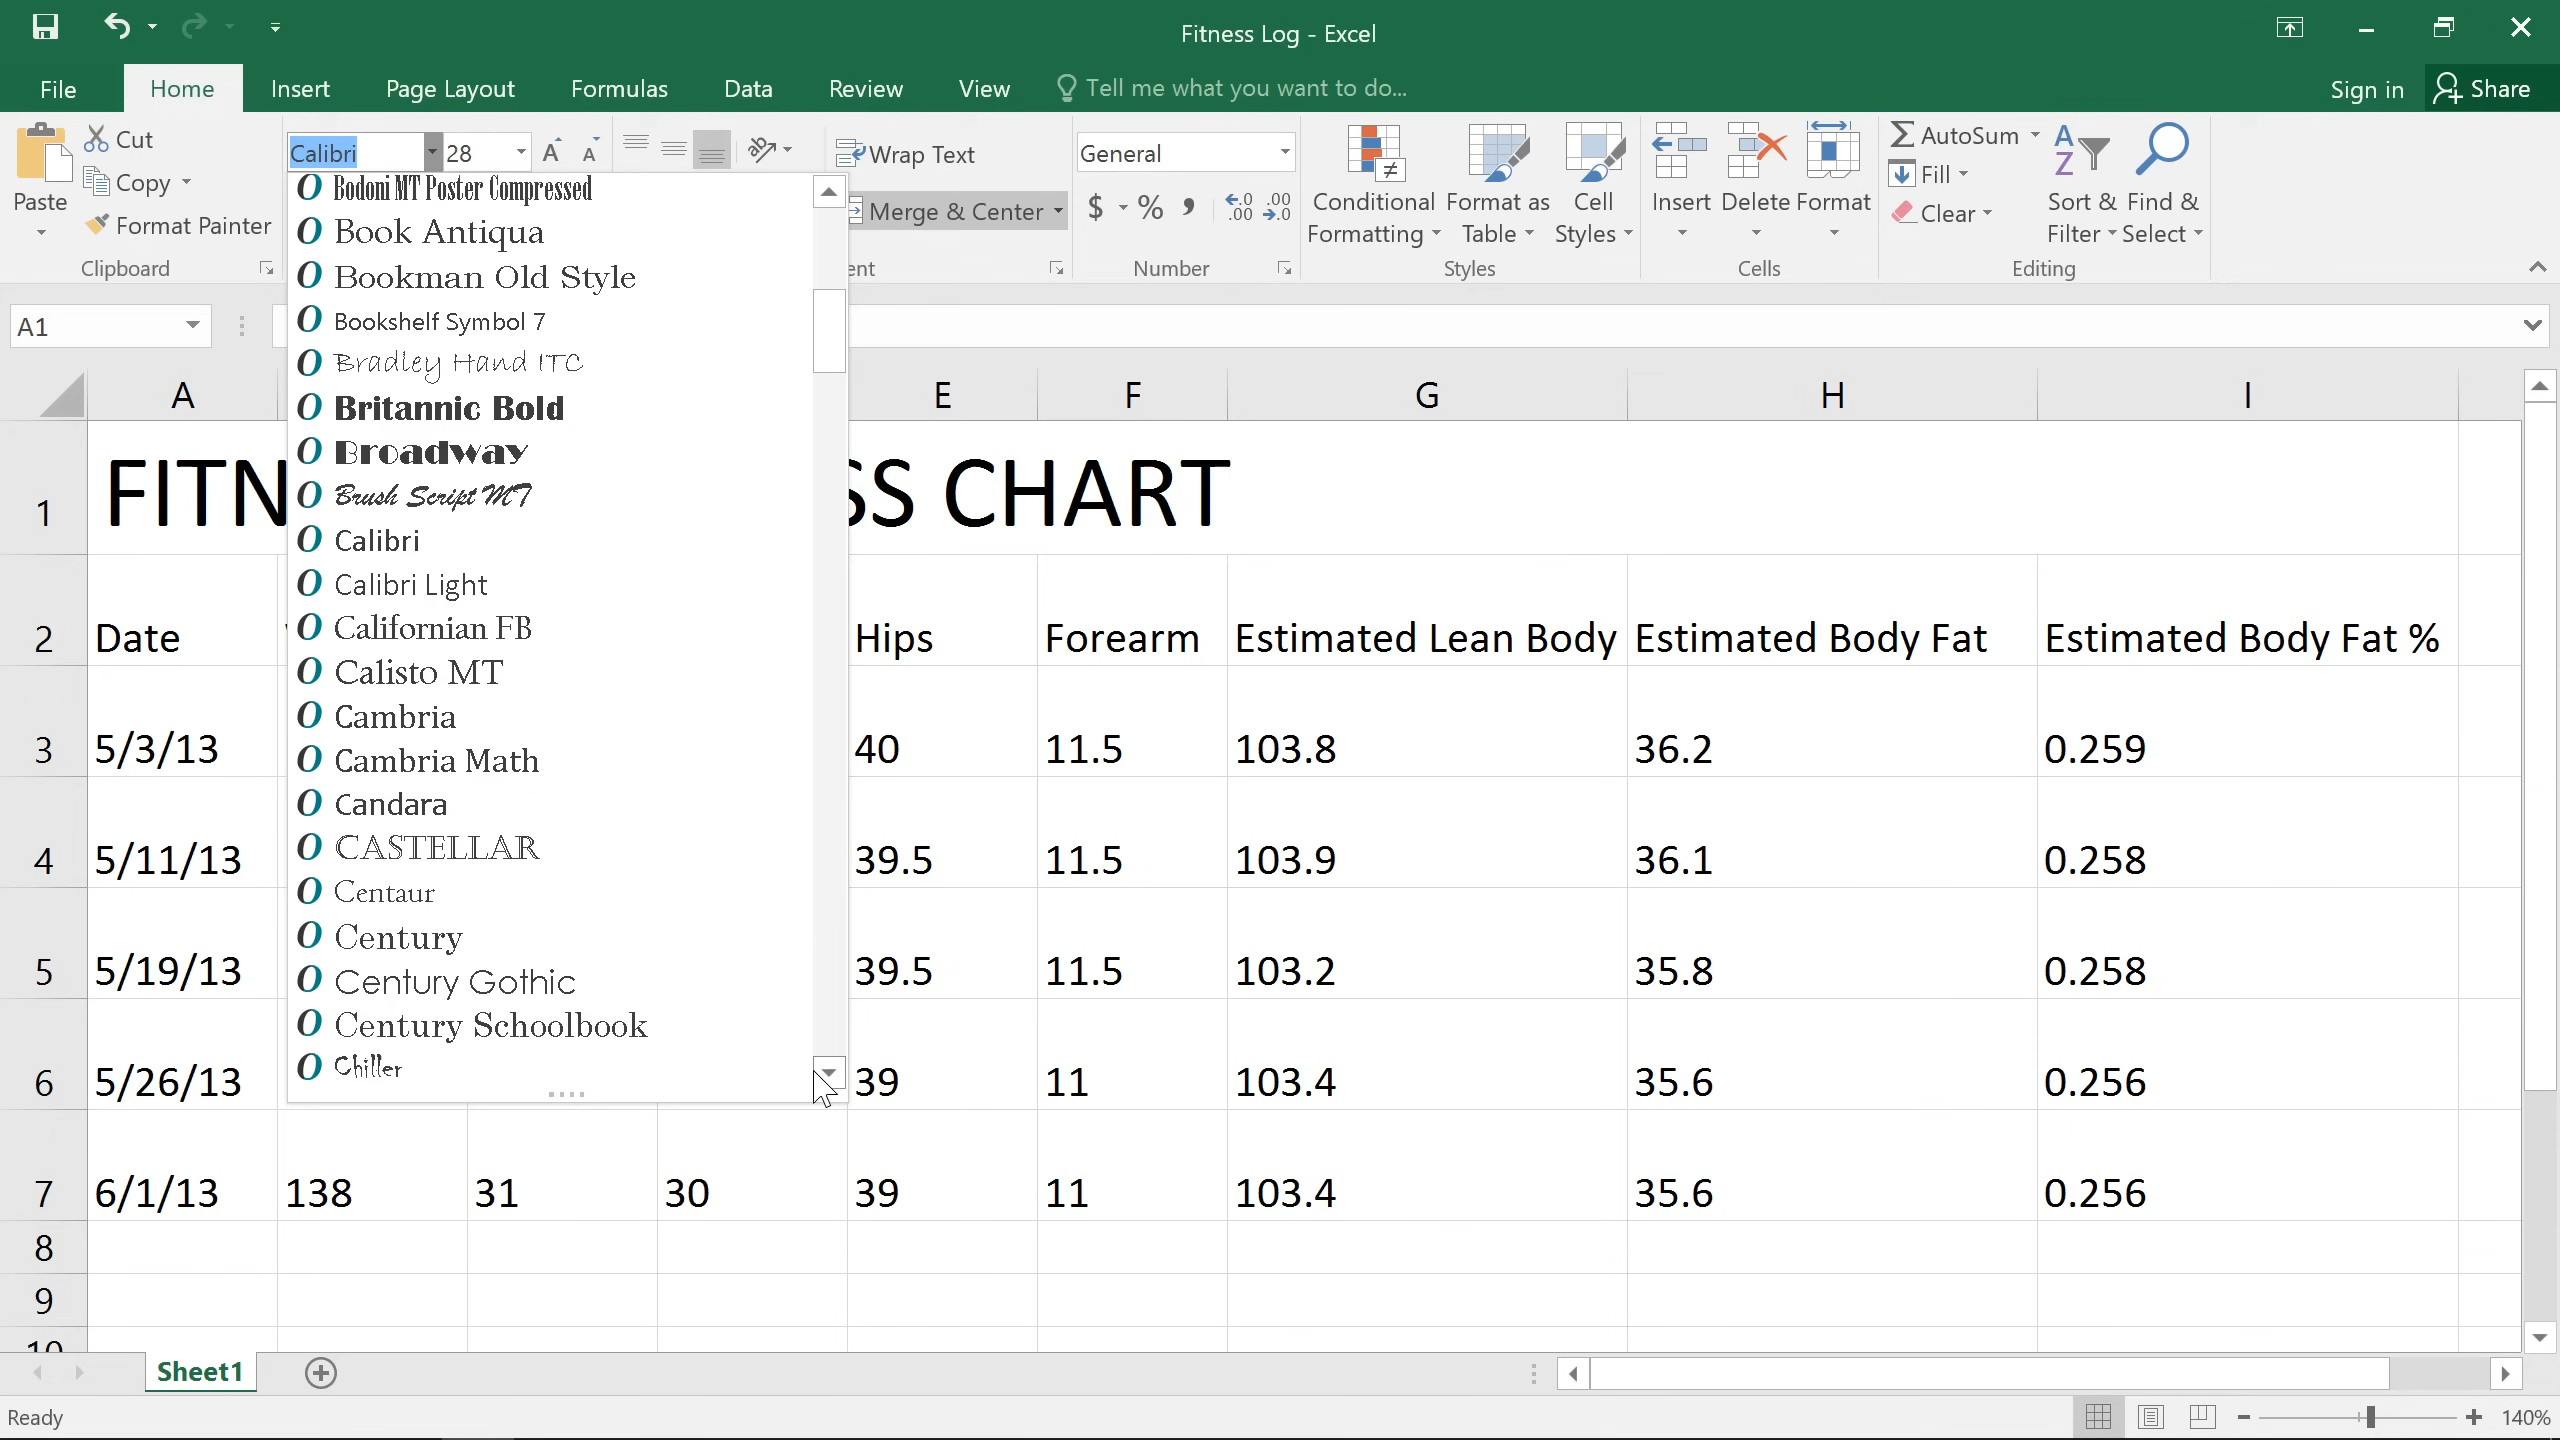 Fitness Log - Excel
File Home Insert Page Layout Formulas Data Review View Tell me what you want to do... Sign in Share
Paste
Cut
Copy
Format Painter
Clipboard
Calibri 28
Wrap Text
Merge & Center
ent
General
$ % ,
Number
Conditional Formatting
Format as Table
Cell Styles
Styles
Insert Delete Format
Cells
AutoSum
Fill
Clear
Sort & Filter
Find & Select
Editing
A1
Bodoni MT Poster Compressed
Book Antiqua
Bookman Old Style
Bookshelf Symbol 7
Bradley Hand ITC
Britannic Bold
Broadway
Brush Script MT
Calibri
Calibri Light
Californian FB
Calisto MT
Cambria
Cambria Math
Candara
CASTELLAR
Centaur
Century
Century Gothic
Century Schoolbook
Chiller
A E F G H I
1 FITN SS CHART
2 Date Hips Forearm Estimated Lean Body Estimated Body Fat Estimated Body Fat %
3 5/3/13 40 11.5 103.8 36.2 0.259
4 5/11/13 39.5 11.5 103.9 36.1 0.258
5 5/19/13 39.5 11.5 103.2 35.8 0.258
6 5/26/13 39 11 103.4 35.6 0.256
7 6/1/13 138 31 30 39 11 103.4 35.6 0.256
8
9
10
Sheet1
Ready 140%